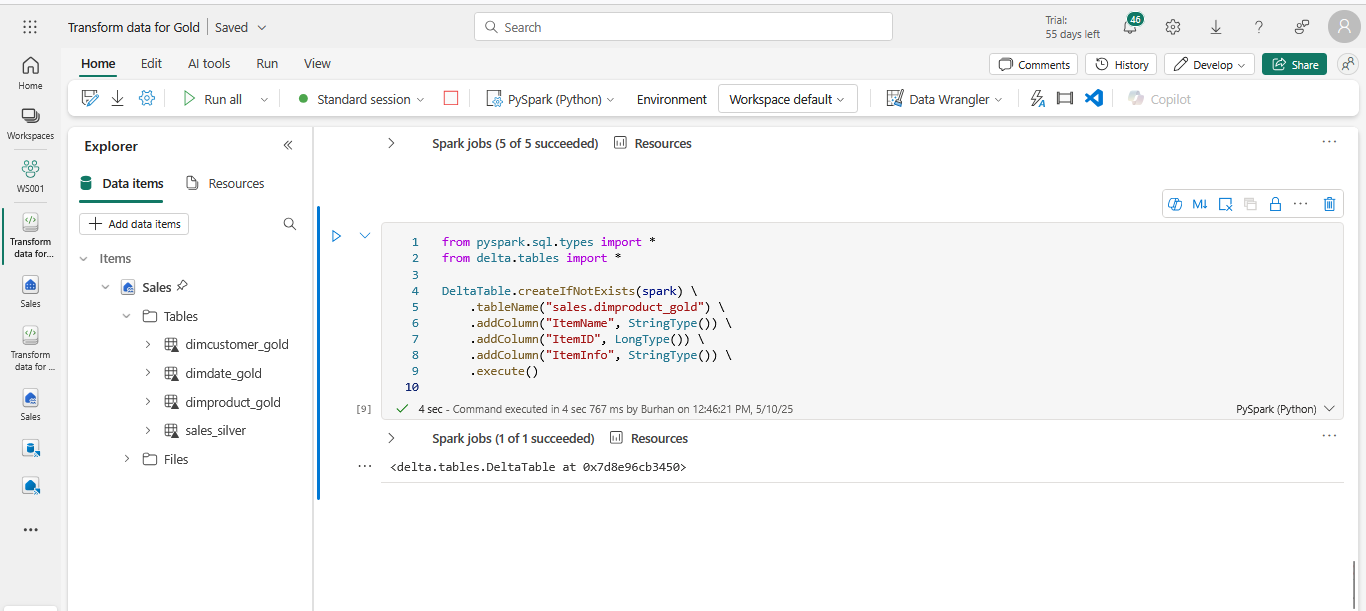 Transform data for Gold | Saved
Search
Trial:
55 days left
46
Home
Edit
AI tools
Run
View
Comments
History
Develop
Share
Run all
Standard session
PySpark (Python)
Environment
Workspace default
Data Wrangler
Copilot
Home
Workspaces
WS001
Transform
data for...
Sales
Transform
data for ...
Sales
Explorer
Data items
Resources
Add data items
Items
Sales
Tables
dimcustomer_gold
dimdate_gold
dimproduct_gold
sales_silver
Files
Spark jobs (5 of 5 succeeded)
Resources
M↓
1 from pyspark.sql.types import *
2 from delta.tables import *
3
4 DeltaTable.createIfNotExists(spark) \
5     .tableName("sales.dimproduct_gold") \
6     .addColumn("ItemName", StringType()) \
7     .addColumn("ItemID", LongType()) \
8     .addColumn("ItemInfo", StringType()) \
9     .execute()
10
[9]
4 sec - Command executed in 4 sec 767 ms by Burhan on 12:46:21 PM, 5/10/25
PySpark (Python)
Spark jobs (1 of 1 succeeded)
Resources
<delta.tables.DeltaTable at 0x7d8e96cb3450>